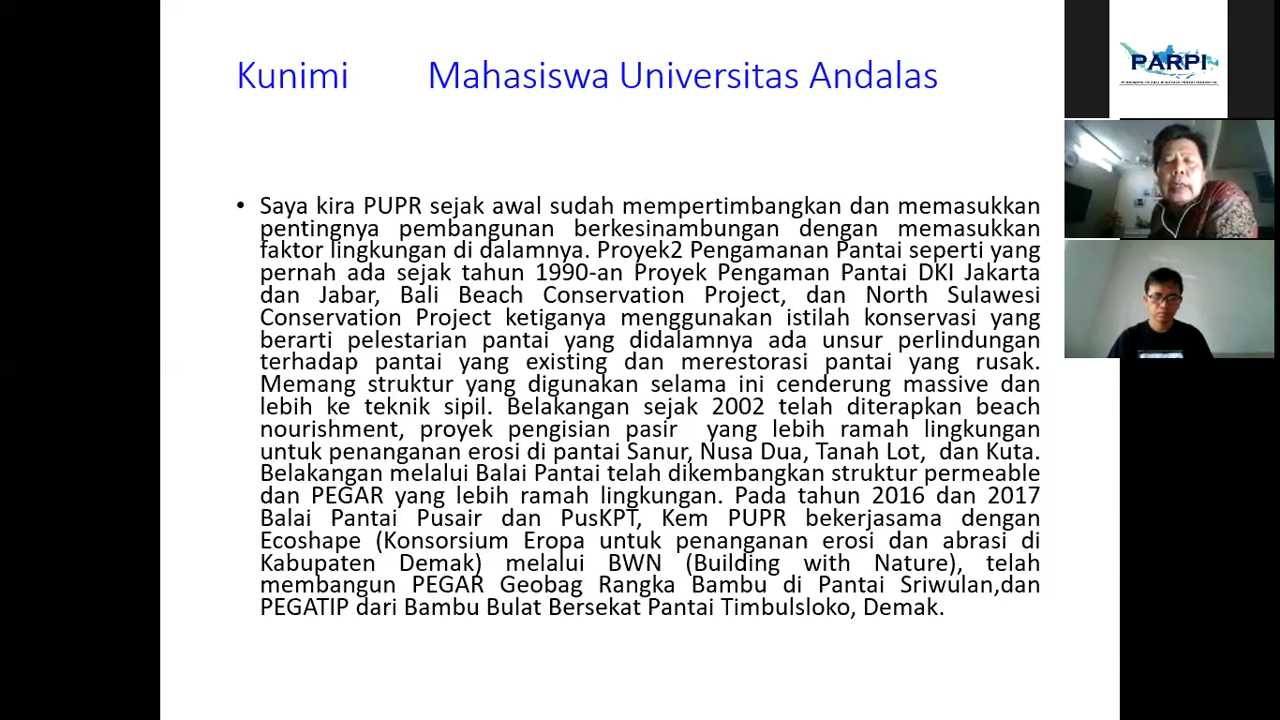 Kunimi Mahasiswa Universitas Andalas
• Saya kira PUPR sejak awal sudah mempertimbangkan dan memasukkan
pentingnya pembangunan berkesinambungan dengan memasukkan
faktor lingkungan di dalamnya. Proyek2 Pengamanan Pantai seperti yang
pernah ada sejak tahun 1990-an Proyek Pengaman Pantai DKI Jakarta
dan Jabar, Bali Beach Conservation Project, dan North Sulawesi
Conservation Project ketiganya menggunakan istilah konservasi yang
berarti pelestarian pantai yang didalamnya ada unsur perlindungan
terhadap pantai yang existing dan merestorasi pantai yang rusak.
Memang struktur yang digunakan selama ini cenderung massive dan
lebih ke teknik sipil. Belakangan sejak 2002 telah diterapkan beach
nourishment, proyek pengisian pasir yang lebih ramah lingkungan
untuk penanganan erosi di pantai Sanur, Nusa Dua, Tanah Lot, dan Kuta.
Belakangan melalui Balai Pantai telah dikembangkan struktur permeable
dan PEGAR yang lebih ramah lingkungan. Pada tahun 2016 dan 2017
Balai Pantai Pusair dan PusKPT, Kem PUPR bekerjasama dengan
Ecoshape (Konsorsium Eropa untuk penanganan erosi dan abrasi di
Kabupaten Demak) melalui BWN (Building with Nature), telah
membangun PEGAR Geobag Rangka Bambu di Pantai Sriwulan,dan
PEGATIP dari Bambu Bulat Bersekat Pantai Timbulsloko, Demak.
PARPI